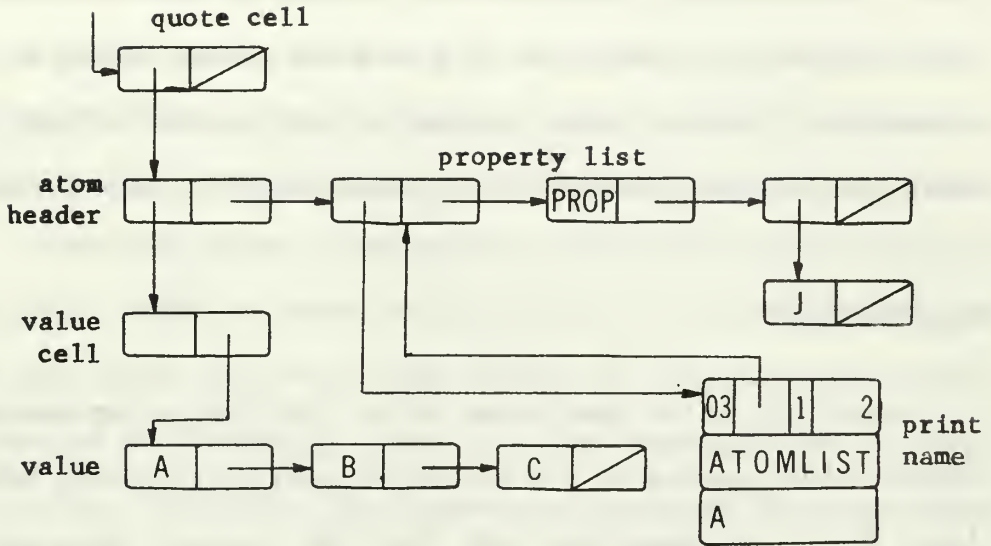 quote cell
property list
atom
header
PROP
value
cell
J
03 1 2
print
name
ATOMLIST
A
value
A B C